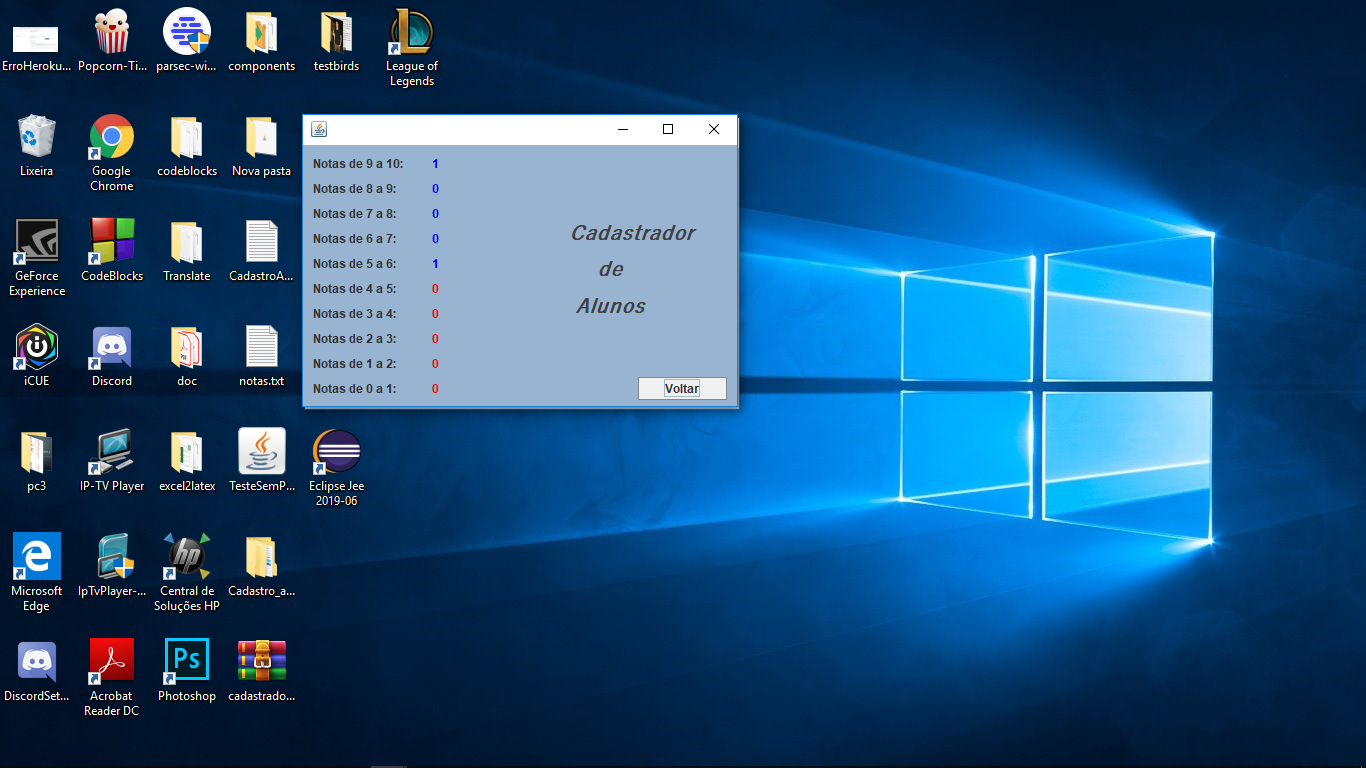 ErroHeroku...
Popcorn-Ti...
parsec-wi...
components
testbirds
League of
Legends
Lixeira
Google
Chrome
codeblocks
Nova pasta
GeForce
Experience
CodeBlocks
Translate
CadastroA...
iCUE
Discord
doc
notas.txt
pc3
IP-TV Player
excel2latex
TesteSemP...
Eclipse Jee
2019-06
Microsoft
Edge
IpTvPlayer-...
Central de
Soluções HP
Cadastro_a...
DiscordSet...
Acrobat
Reader DC
Photoshop
cadastrado...
Notas de 9 a 10: 1
Notas de 8 a 9: 0
Notas de 7 a 8: 0
Notas de 6 a 7: 0
Notas de 5 a 6: 1
Notas de 4 a 5: 0
Notas de 3 a 4: 0
Notas de 2 a 3: 0
Notas de 1 a 2: 0
Notas de 0 a 1: 0
Cadastrador
de
Alunos
Voltar
hp
Ps